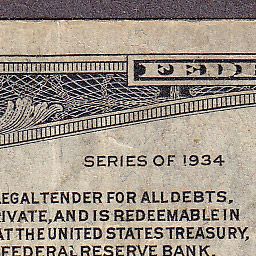 FEDE
SERIES OF 1934
LEGAL TENDER FOR ALL DEBTS,
PRIVATE, AND IS REDEEMABLE IN
AT THE UNITED STATES TREASURY,
FEDERAL RESERVE BANK.